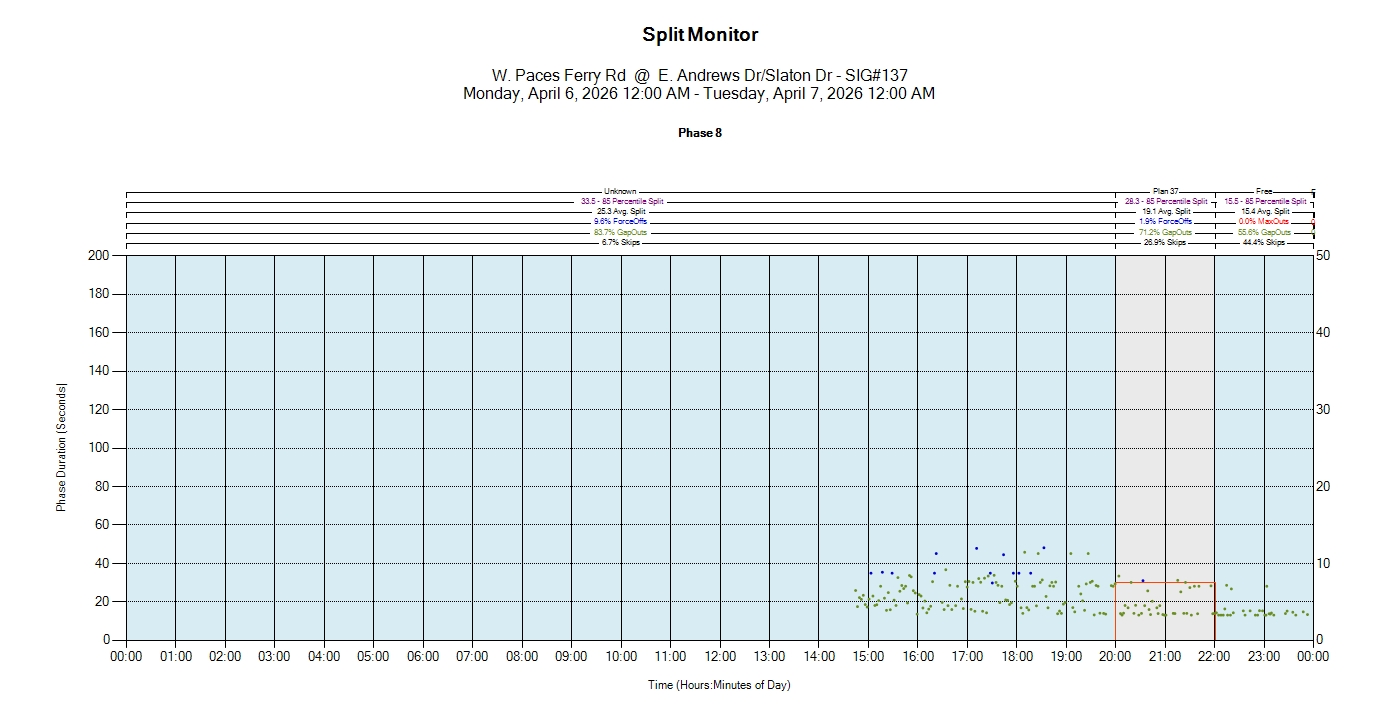 Split Monitor
W. Paces Ferry Rd @ E. Andrews Dr/Slaton Dr - SIG#137
Monday, April 6, 2026 12:00 AM - Tuesday, April 7, 2026 12:00 AM
Phase 8
Unknown Plan 37 Free
33.5 - 85 Percentile Split 28.3 - 85 Percentile Split 15.5 - 85 Percentile Split
25.3 Avg. Split 19.1 Avg. Split 15.4 Avg. Split
9.6% ForceOffs 1.9% ForceOffs 0.0% MaxOuts
83.7% GapOuts 71.2% GapOuts 55.6% GapOuts
6.7% Skips 26.9% Skips 44.4% Skips
200 50
180
160 40
140
120 30
100
80 20
60
40 10
20
0 0
Phase Duration (Seconds)
00:00 01:00 02:00 03:00 04:00 05:00 06:00 07:00 08:00 09:00 10:00 11:00 12:00 13:00 14:00 15:00 16:00 17:00 18:00 19:00 20:00 21:00 22:00 23:00 00:00
Time (Hours:Minutes of Day)